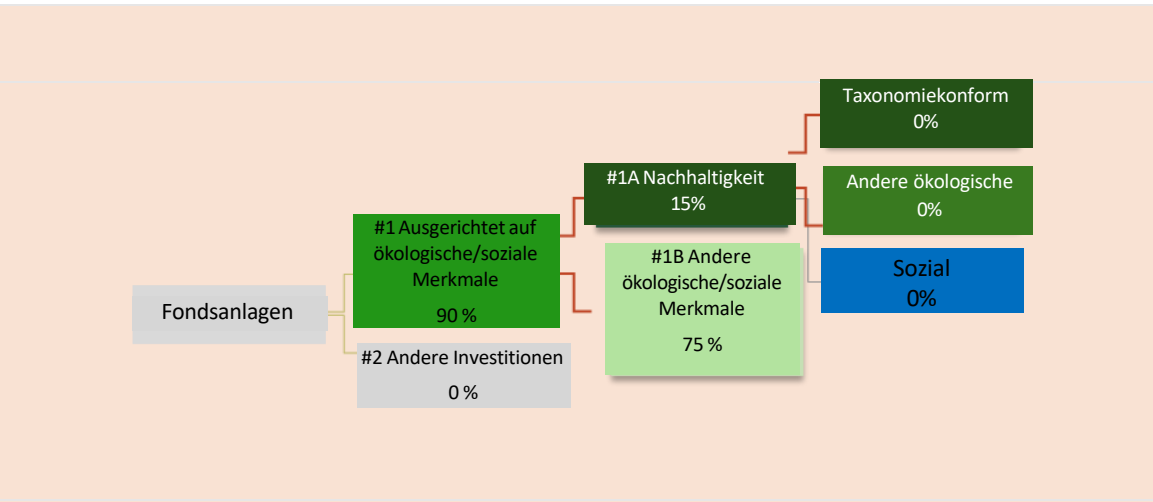 Fondsanlagen
#1 Ausgerichtet auf
ökologische/soziale
Merkmale
90 %
#2 Andere Investitionen
0 %
#1A Nachhaltigkeit
15%
#1B Andere
ökologische/soziale
Merkmale
75 %
Taxonomiekonform
0%
Andere ökologische
0%
Sozial
0%